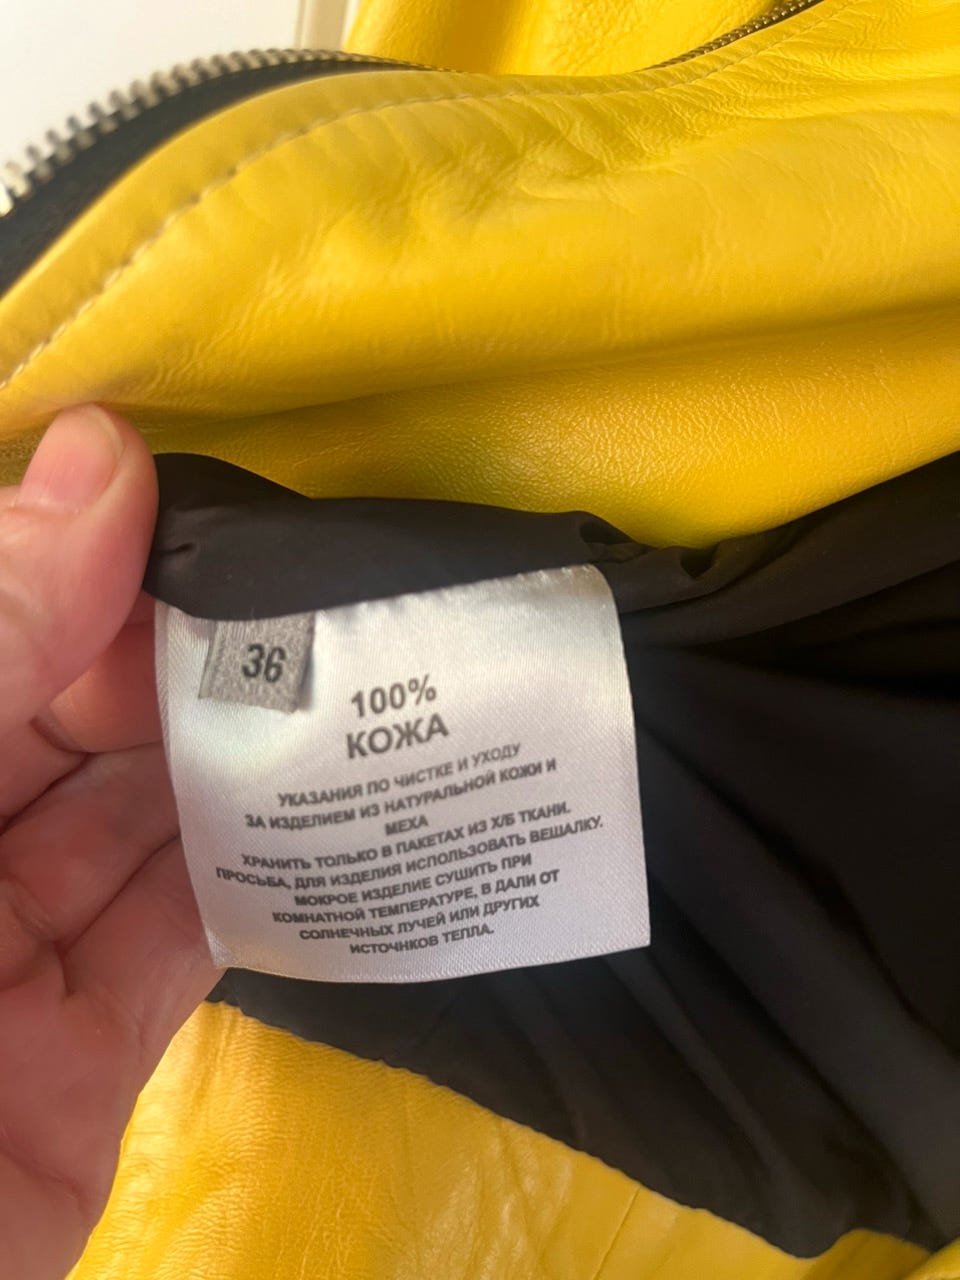 36
100%
КОЖА
УКАЗАНИЯ ПО ЧИСТКЕ И УХОДУ
ЗА ИЗДЕЛИЕМ ИЗ НАТУРАЛЬНОЙ КОЖИ И
МЕХА
ХРАНИТЬ ТОЛЬКО В ПАКЕТАХ ИЗ Х/Б ТКАНИ.
ПРОСЬБА, ДЛЯ ИЗДЕЛИЯ ИСПОЛЬЗОВАТЬ ВЕШАЛКУ.
МОКРОЕ ИЗДЕЛИЕ СУШИТЬ ПРИ
КОМНАТНОЙ ТЕМПЕРАТУРЕ, В ДАЛИ ОТ
СОЛНЕЧНЫХ ЛУЧЕЙ ИЛИ ДРУГИХ
ИСТОЧНКОВ ТЕПЛА.